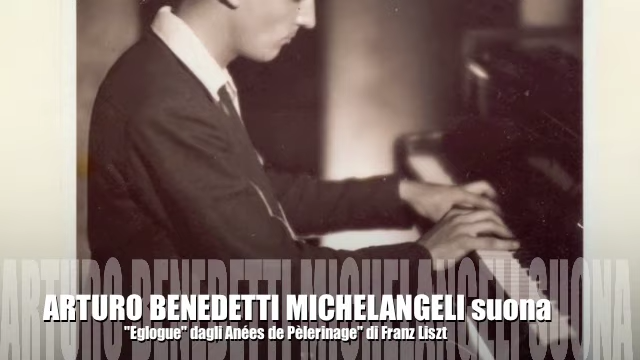 ARTURO BENEDETTI MICHELANGELI SUONA
ARTURO BENEDETTI MICHELANGELI suona
"Eglogue" dagli Anées de Pèlerinage" di Franz Liszt